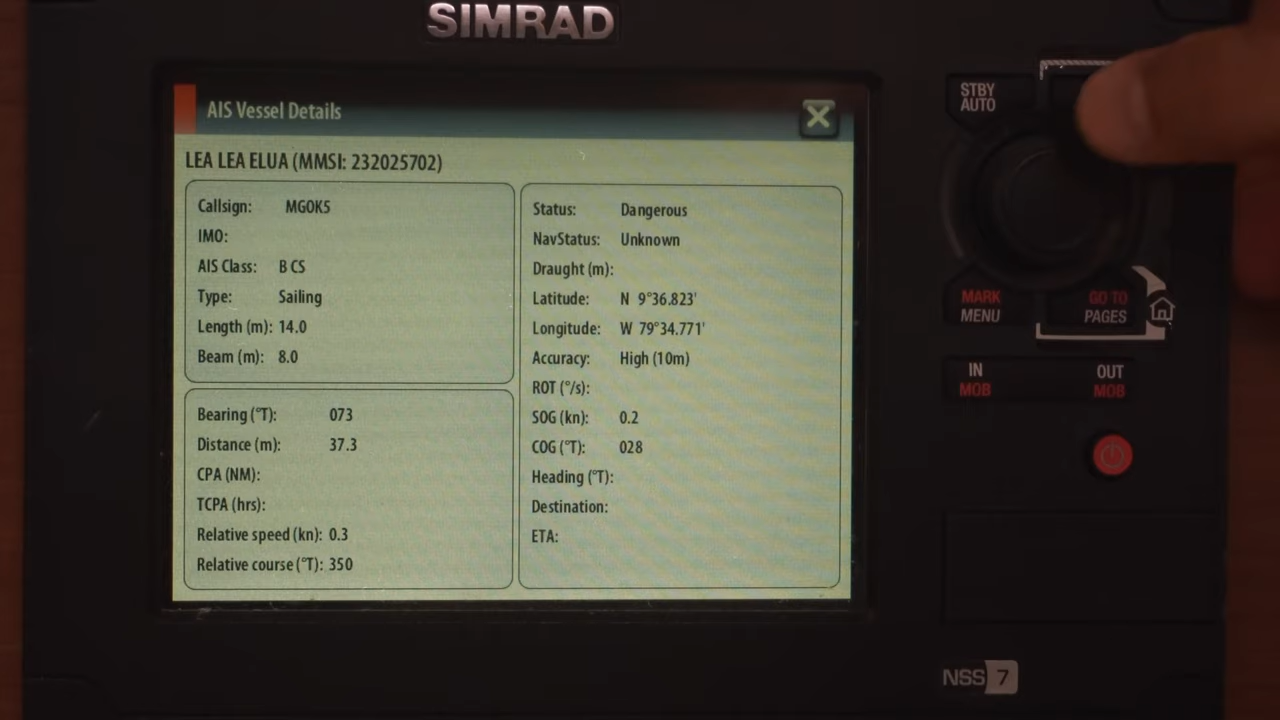 SIMRAD
AIS Vessel Details
LEA LEA ELUA (MMSI: 232025702)
Callsign: MGOK5
IMO:
AIS Class: B CS
Type: Sailing
Length (m): 14.0
Beam (m): 8.0
Bearing (°T): 073
Distance (m): 37.3
CPA (NM):
TCPA (hrs):
Relative speed (kn): 0.3
Relative course (°T): 350
Status: Dangerous
NavStatus: Unknown
Draught (m):
Latitude: N 9°36.823'
Longitude: W 79°34.771'
Accuracy: High (10m)
ROT (°/s):
SOG (kn): 0.2
COG (°T): 028
Heading (°T):
Destination:
ETA:
STBY
AUTO
MARK
MENU
GO TO
PAGES
IN
MOB
OUT
MOB
NSS 7